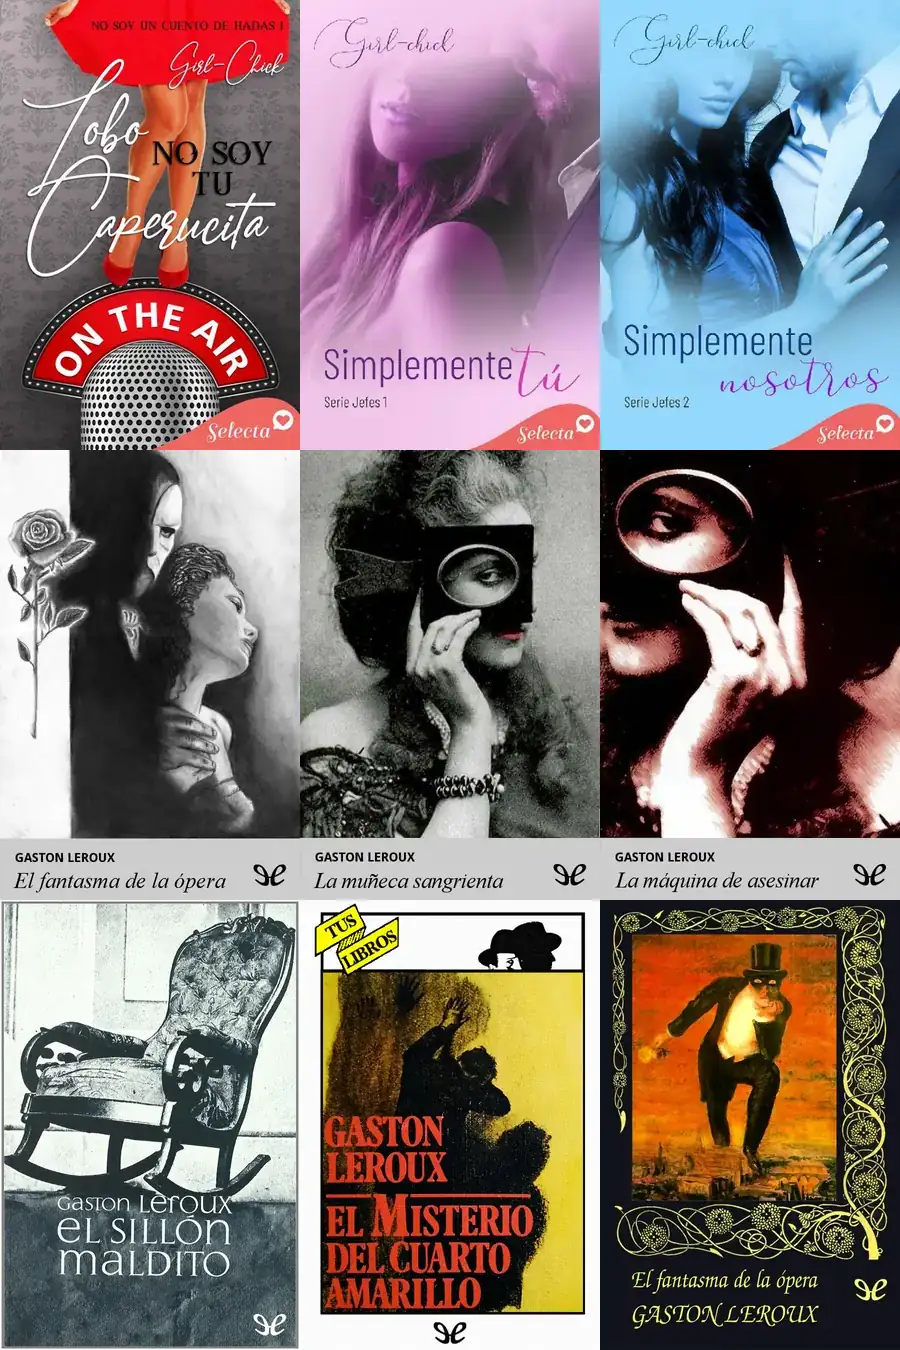 NO SOY UN CUENTO DE HADAS 1
Girl-Chick
Lobo
NO SOY
TU
Caperucita
ON THE AIR
Selecta
Girl-chick
Simplemente tú
Serie Jefes 1
Selecta
Girl-chick
Simplemente
nosotros
Serie Jefes 2
Selecta
GASTON LEROUX
El fantasma de la ópera
GASTON LEROUX
La muñeca sangrienta
GASTON LEROUX
La máquina de asesinar
GASTON LEROUX
EL SILLÓN
MALDITO
TUS
LIBROS
GASTON
LEROUX
EL MISTERIO
DEL CUARTO
AMARILLO
El fantasma de la ópera
GASTON LEROUX